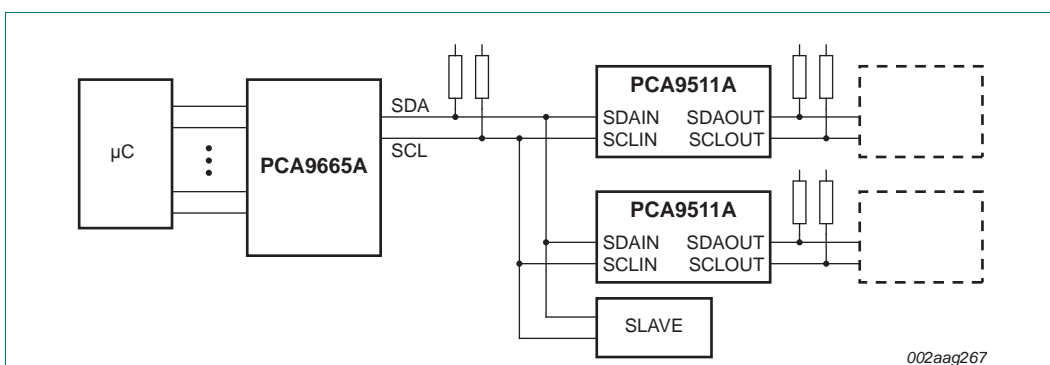 µC
PCA9665A
SDA
SCL
PCA9511A
SDAIN SDAOUT
SCLIN SCLOUT
PCA9511A
SDAIN SDAOUT
SCLIN SCLOUT
SLAVE
002aag267